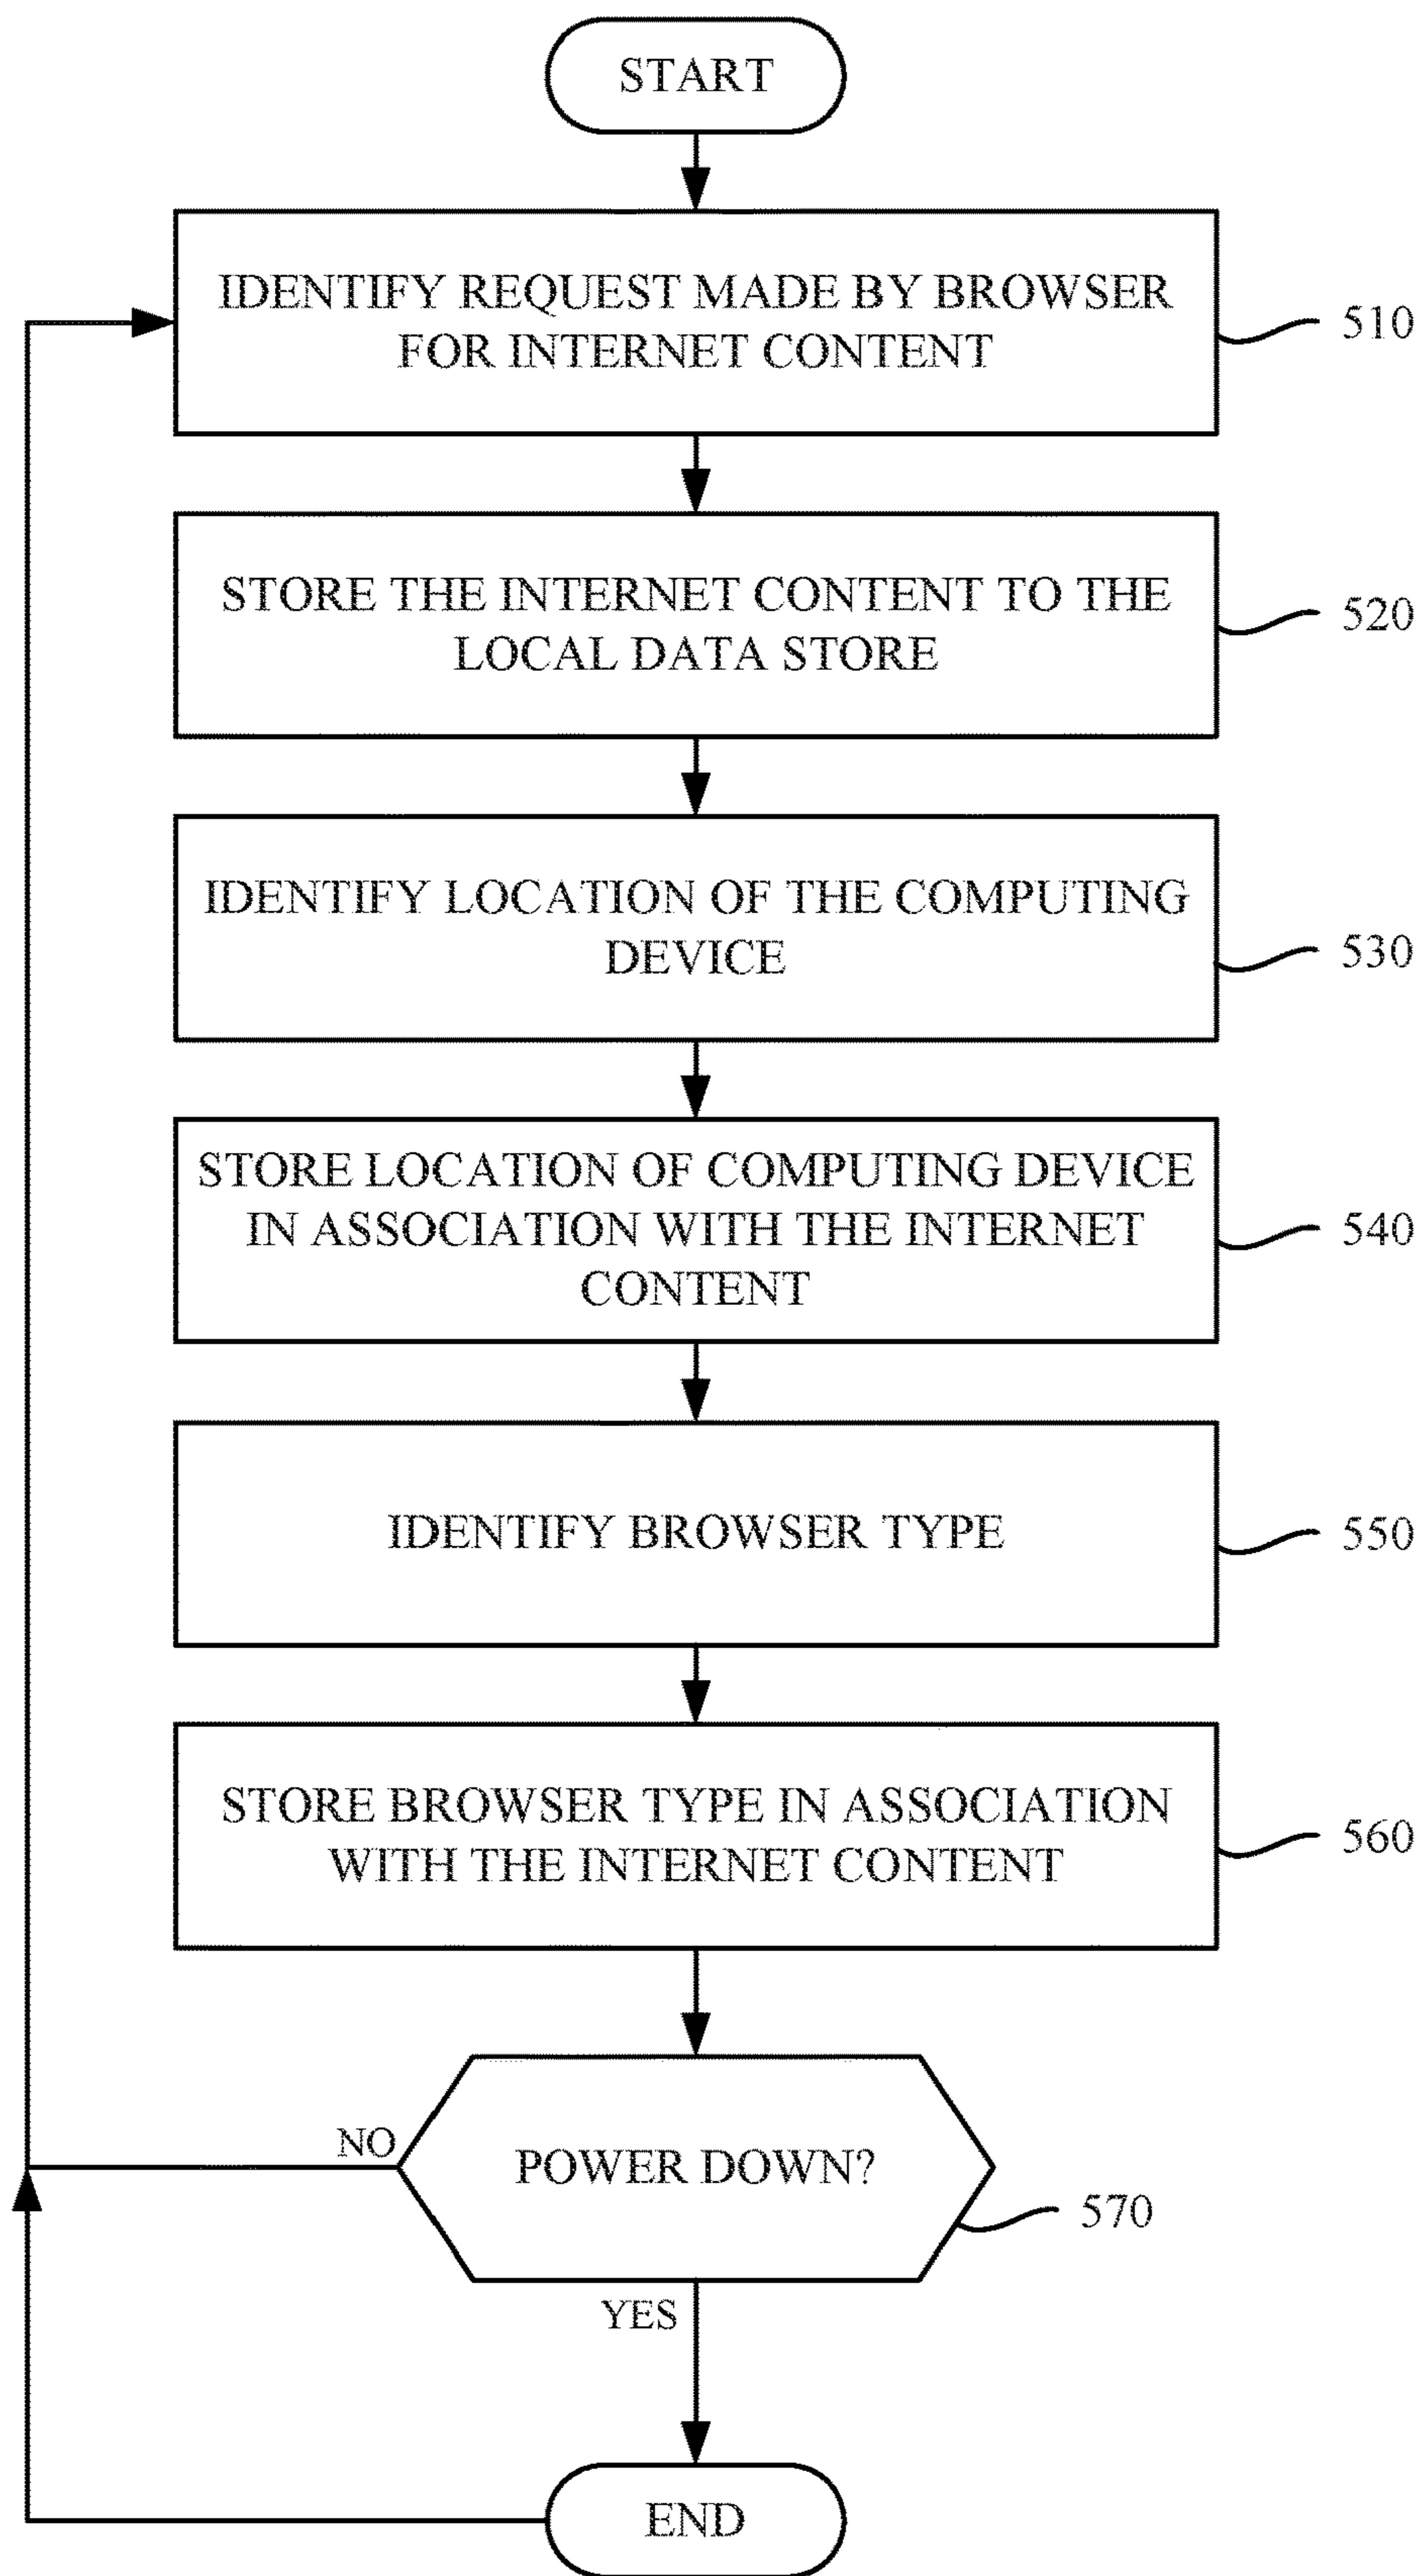 START
IDENTIFY REQUEST MADE BY BROWSER
FOR INTERNET CONTENT
510
STORE THE INTERNET CONTENT TO THE
LOCAL DATA STORE
520
IDENTIFY LOCATION OF THE COMPUTING
DEVICE
530
STORE LOCATION OF COMPUTING DEVICE
IN ASSOCIATION WITH THE INTERNET
CONTENT
540
IDENTIFY BROWSER TYPE
550
STORE BROWSER TYPE IN ASSOCIATION
WITH THE INTERNET CONTENT
560
NO
POWER DOWN?
570
YES
END